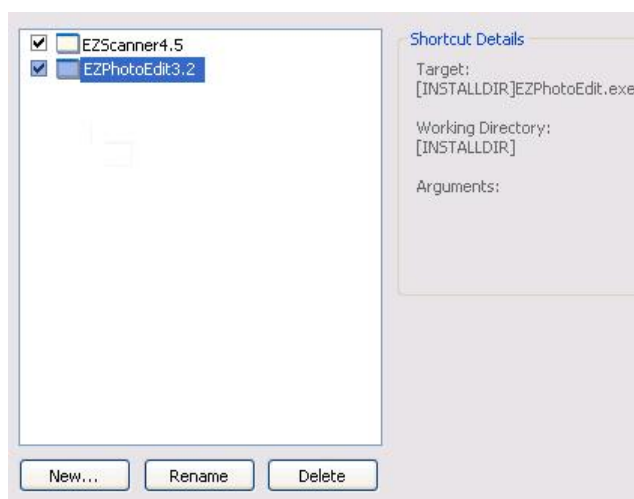 EZScanner4.5
EZPhotoEdit3.2
Shortcut Details
Target:
[INSTALLDIR]EZPhotoEdit.exe
Working Directory:
[INSTALLDIR]
Arguments:
New...
Rename
Delete